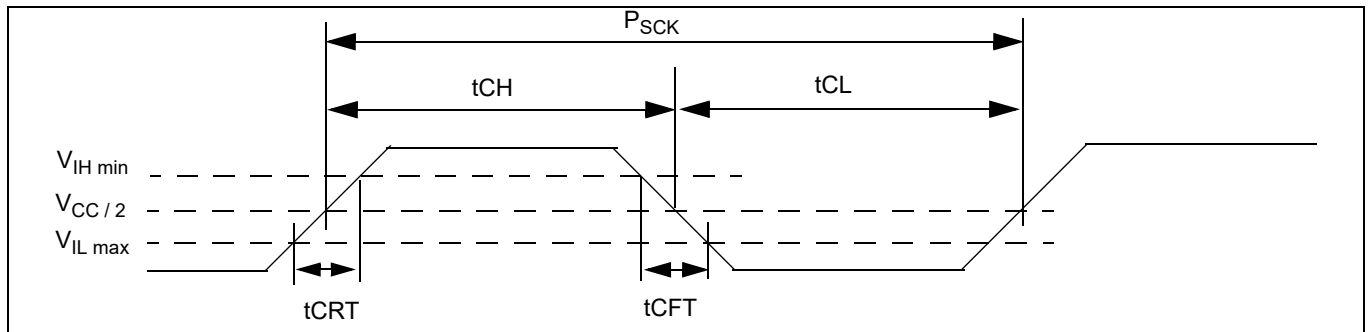 PSCK
tCH
tCL
VIH min
VCC / 2
VIL max
tCRT
tCFT